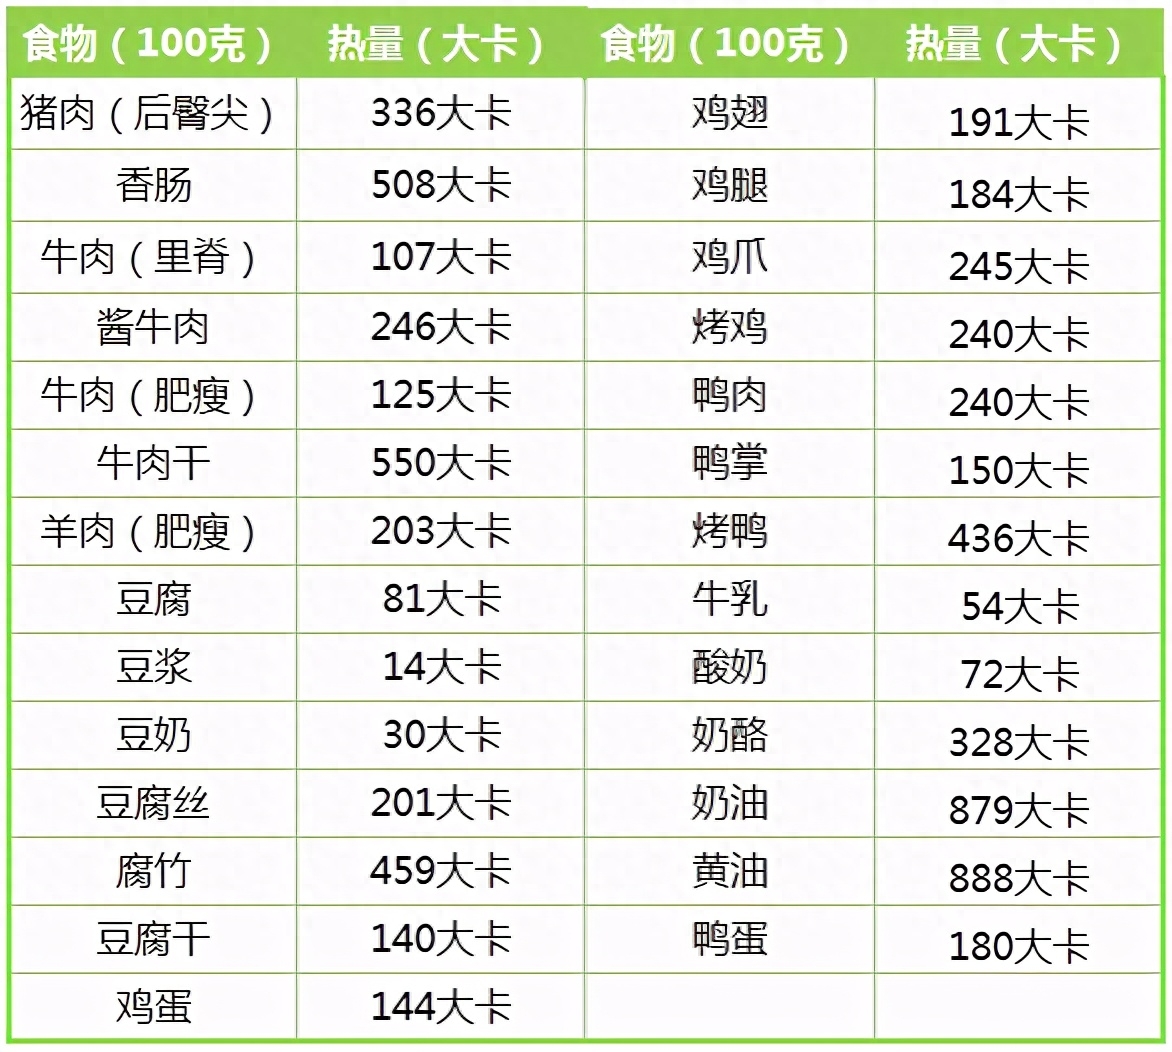 食物（100克） 热量（大卡） 食物（100克） 热量（大卡）
猪肉（后臀尖） 336大卡 鸡翅 191大卡
香肠 508大卡 鸡腿 184大卡
牛肉（里脊） 107大卡 鸡爪 245大卡
酱牛肉 246大卡 烤鸡 240大卡
牛肉（肥瘦） 125大卡 鸭肉 240大卡
牛肉干 550大卡 鸭掌 150大卡
羊肉（肥瘦） 203大卡 烤鸭 436大卡
豆腐 81大卡 牛乳 54大卡
豆浆 14大卡 酸奶 72大卡
豆奶 30大卡 奶酪 328大卡
豆腐丝 201大卡 奶油 879大卡
腐竹 459大卡 黄油 888大卡
豆腐干 140大卡 鸭蛋 180大卡
鸡蛋 144大卡